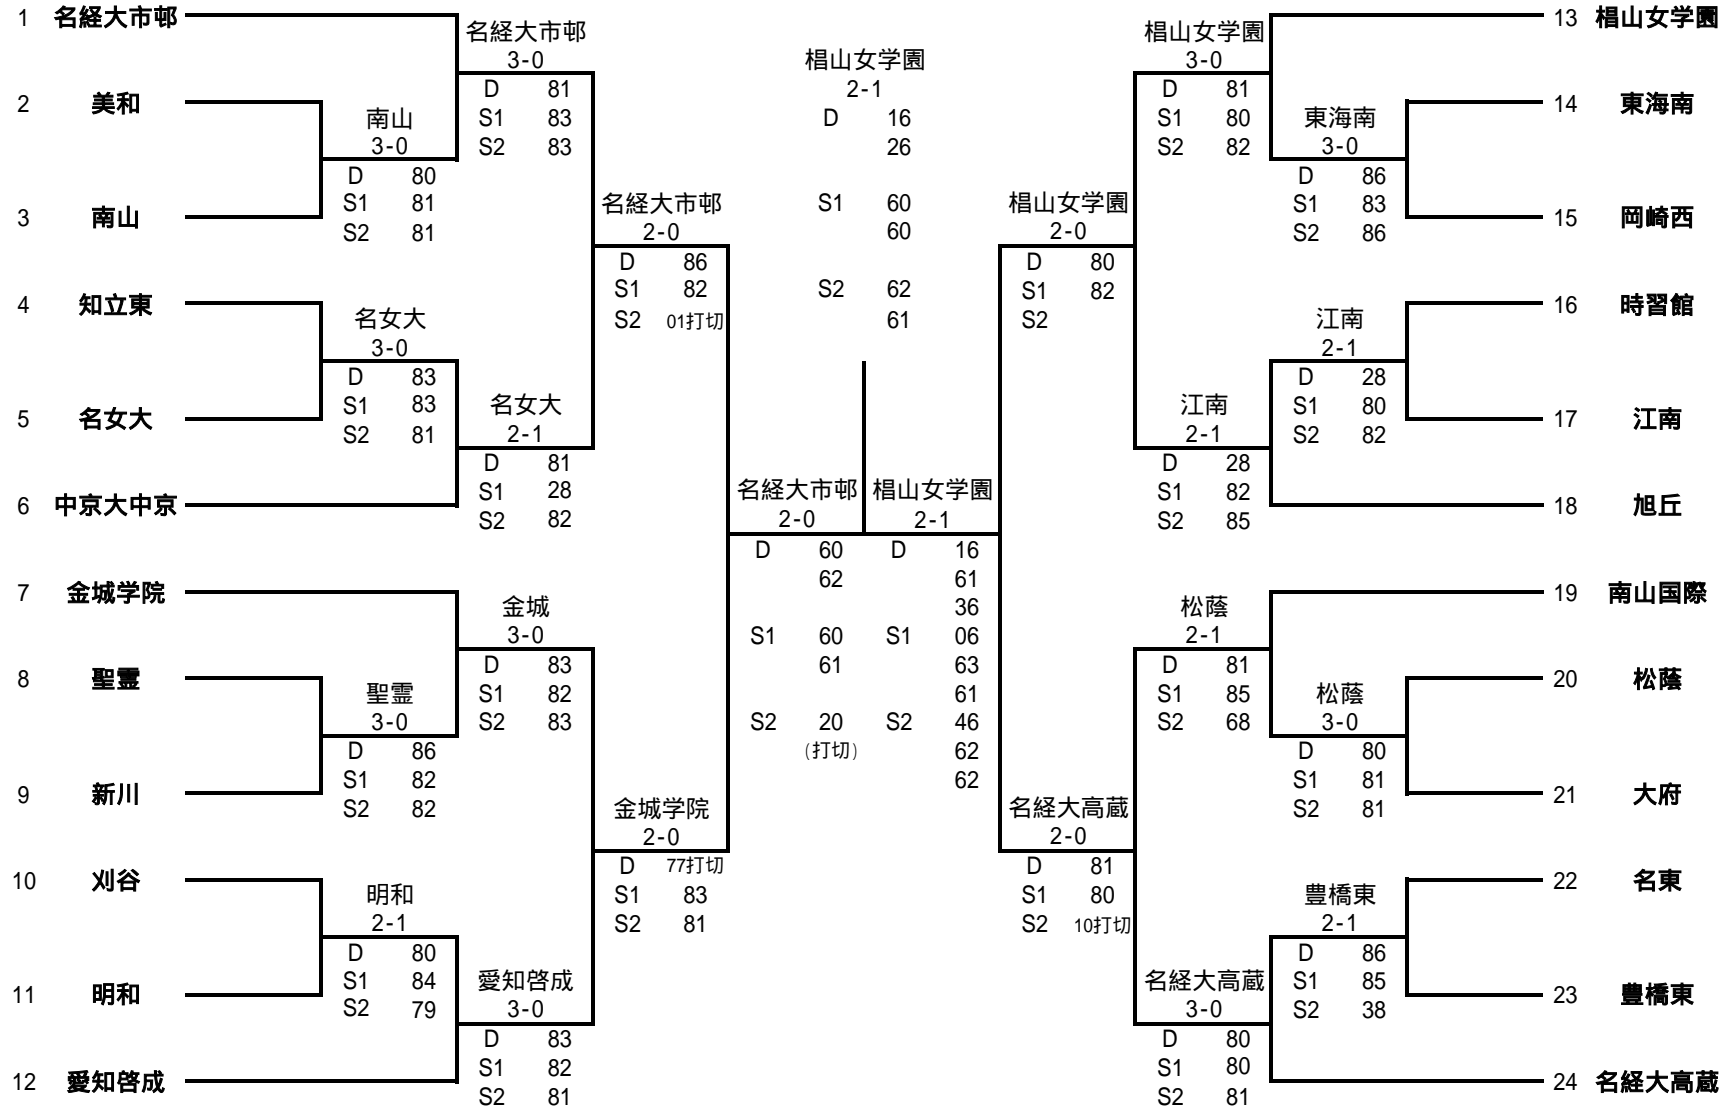 1 名経大市邨
名経大市邨
3-0
D 81
S1 83
S2 83
2 美和
南山
3-0
D 80
S1 81
S2 81
3 南山
名経大市邨
2-0
D 86
S1 82
S2 01打切
4 知立東
名女大
3-0
D 83
S1 83
S2 81
5 名女大
名女大
2-1
D 81
S1 28
S2 82
6 中京大中京
7 金城学院
金城
3-0
D 83
S1 82
S2 83
8 聖霊
聖霊
3-0
D 86
S1 82
S2 82
9 新川
金城学院
2-0
D 77打切
S1 83
S2 81
10 刈谷
明和
2-1
D 80
S1 84
S2 79
11 明和
愛知啓成
3-0
D 83
S1 82
S2 81
12 愛知啓成
椙山女学園
2-1
D 16
26
S1 60
60
S2 62
61
名経大市邨
2-0
D 60
62
S1 60
61
S2 20
(打切)
椙山女学園
2-1
D 16
61
36
S1 06
63
61
S2 46
62
62
13 椙山女学園
椙山女学園
3-0
D 81
S1 80
S2 82
14 東海南
東海南
3-0
D 86
S1 83
S2 86
15 岡崎西
椙山女学園
2-0
D 80
S1 82
S2
16 時習館
江南
2-1
D 28
S1 80
S2 82
17 江南
江南
2-1
D 28
S1 82
S2 85
18 旭丘
19 南山国際
松蔭
2-1
D 81
S1 85
S2 68
20 松蔭
松蔭
3-0
D 80
S1 81
S2 81
21 大府
名経大高蔵
2-0
D 81
S1 80
S2 10打切
22 名東
豊橋東
2-1
D 86
S1 85
S2 38
23 豊橋東
名経大高蔵
3-0
D 80
S1 80
S2 81
24 名経大高蔵